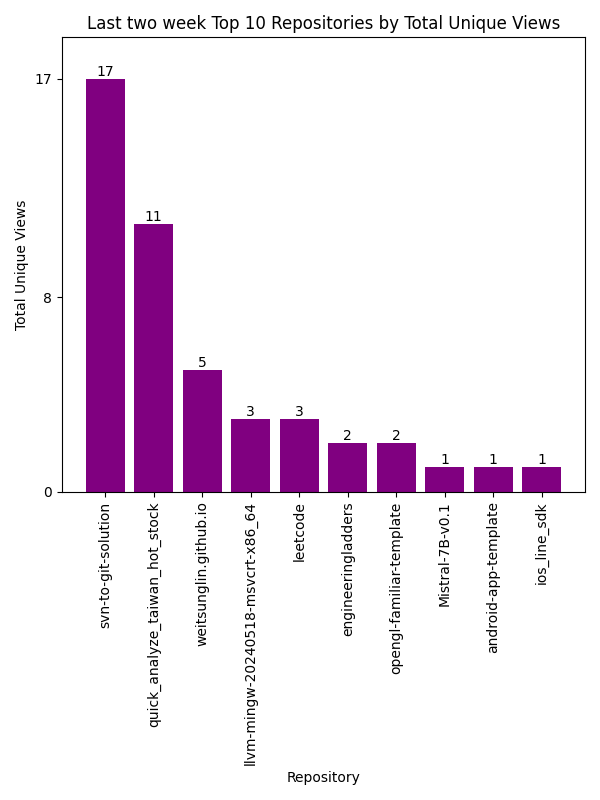 Last two week Top 10 Repositories by Total Unique Views
Total Unique Views
17
8
0
17
11
5
3
3
2
2
1
1
1
svn-to-git-solution
quick_analyze_taiwan_hot_stock
weitsunglin.github.io
llvm-mingw-20240518-msvcrt-x86_64
leetcode
engineeringladders
opengl-familiar-template
Mistral-7B-v0.1
android-app-template
ios_line_sdk
Repository